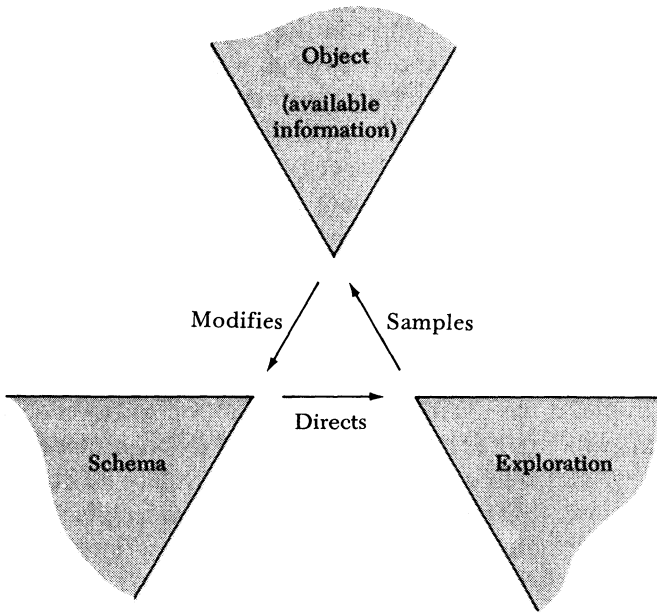 Object
(available
information)
Modifies
Samples
Directs
Schema
Exploration